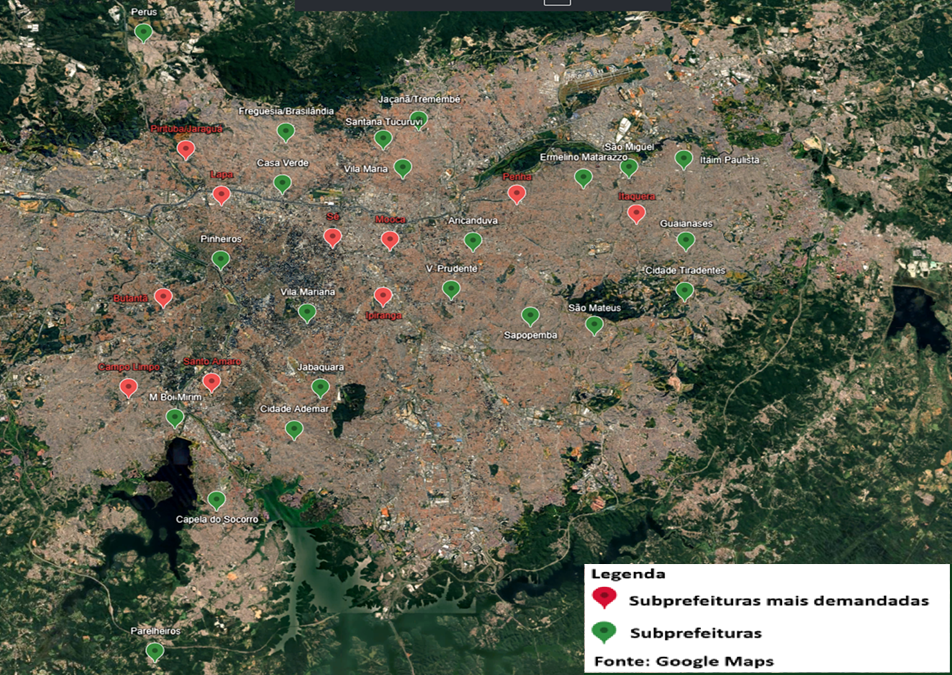 Perus
Jaçanã/Tremembé
Freguesia/Brasilândia
Santana Tucuruvi
Pirituba/Jaraguá
São Miguel
Ermelino Matarazzo
Itaim Paulista
Casa Verde
Vila Maria
Lapa
Penha
Itaquera
Sé
Mooca
Aricanduva
Guaianases
Pinheiros
V. Prudente
Cidade Tiradentes
Butantã
Vila Mariana
Ipiranga
São Mateus
Sapopemba
Campo Limpo
Santo Amaro
Jabaquara
M Boi Mirim
Cidade Ademar
Capela do Socorro
Parelheiros
Legenda
Subprefeituras mais demandadas
Subprefeituras
Fonte: Google Maps